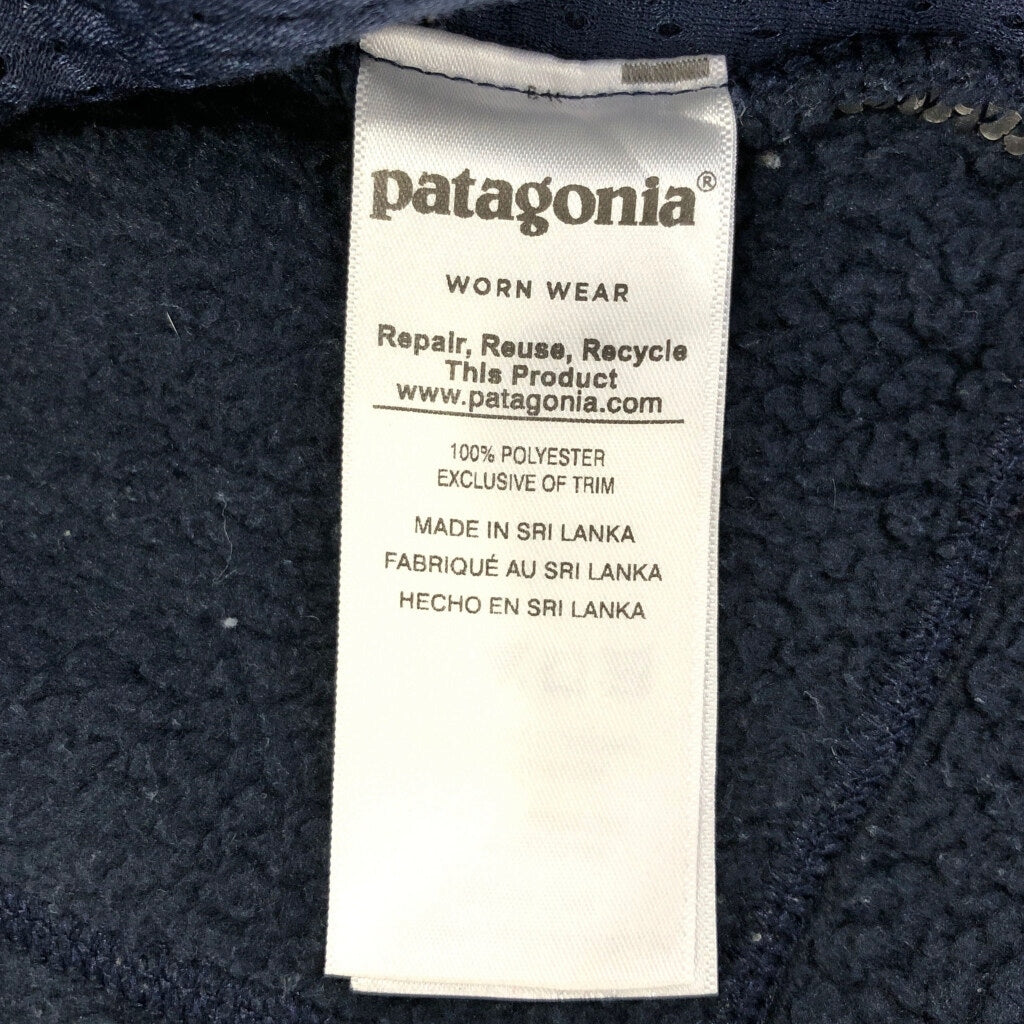 patagonia®
WORN WEAR
Repair, Reuse, Recycle
This Product
www.patagonia.com
100% POLYESTER
EXCLUSIVE OF TRIM
MADE IN SRI LANKA
FABRIQUÉ AU SRI LANKA
HECHO EN SRI LANKA